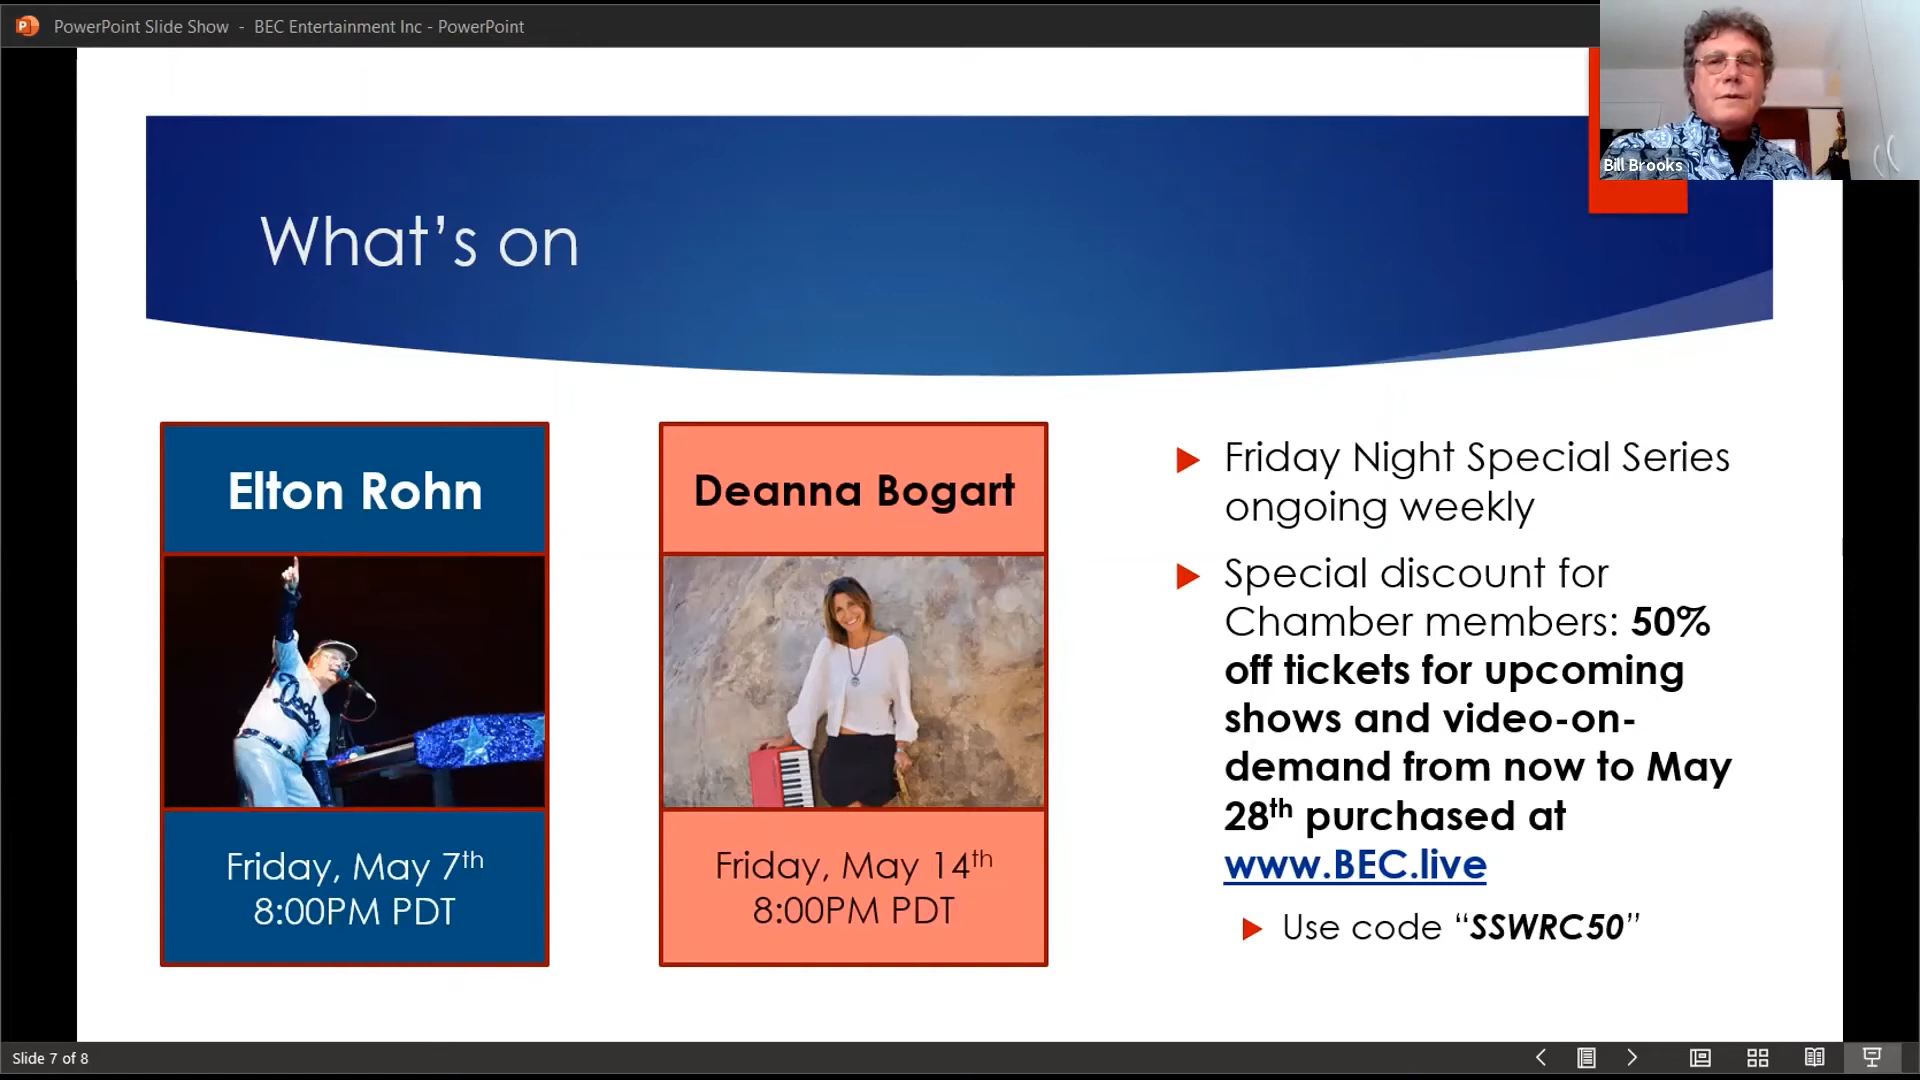 PowerPoint Slide Show - BEC Entertainment Inc - PowerPoint
Bill Brooks
What's on
Elton Rohn
Friday, May 7th
8:00PM PDT
Deanna Bogart
Friday, May 14th
8:00PM PDT
Friday Night Special Series
ongoing weekly
Special discount for
Chamber members: 50%
off tickets for upcoming
shows and video-on-
demand from now to May
28th purchased at
www.BEC.live
Use code “SSWRC50”
Slide 7 of 8